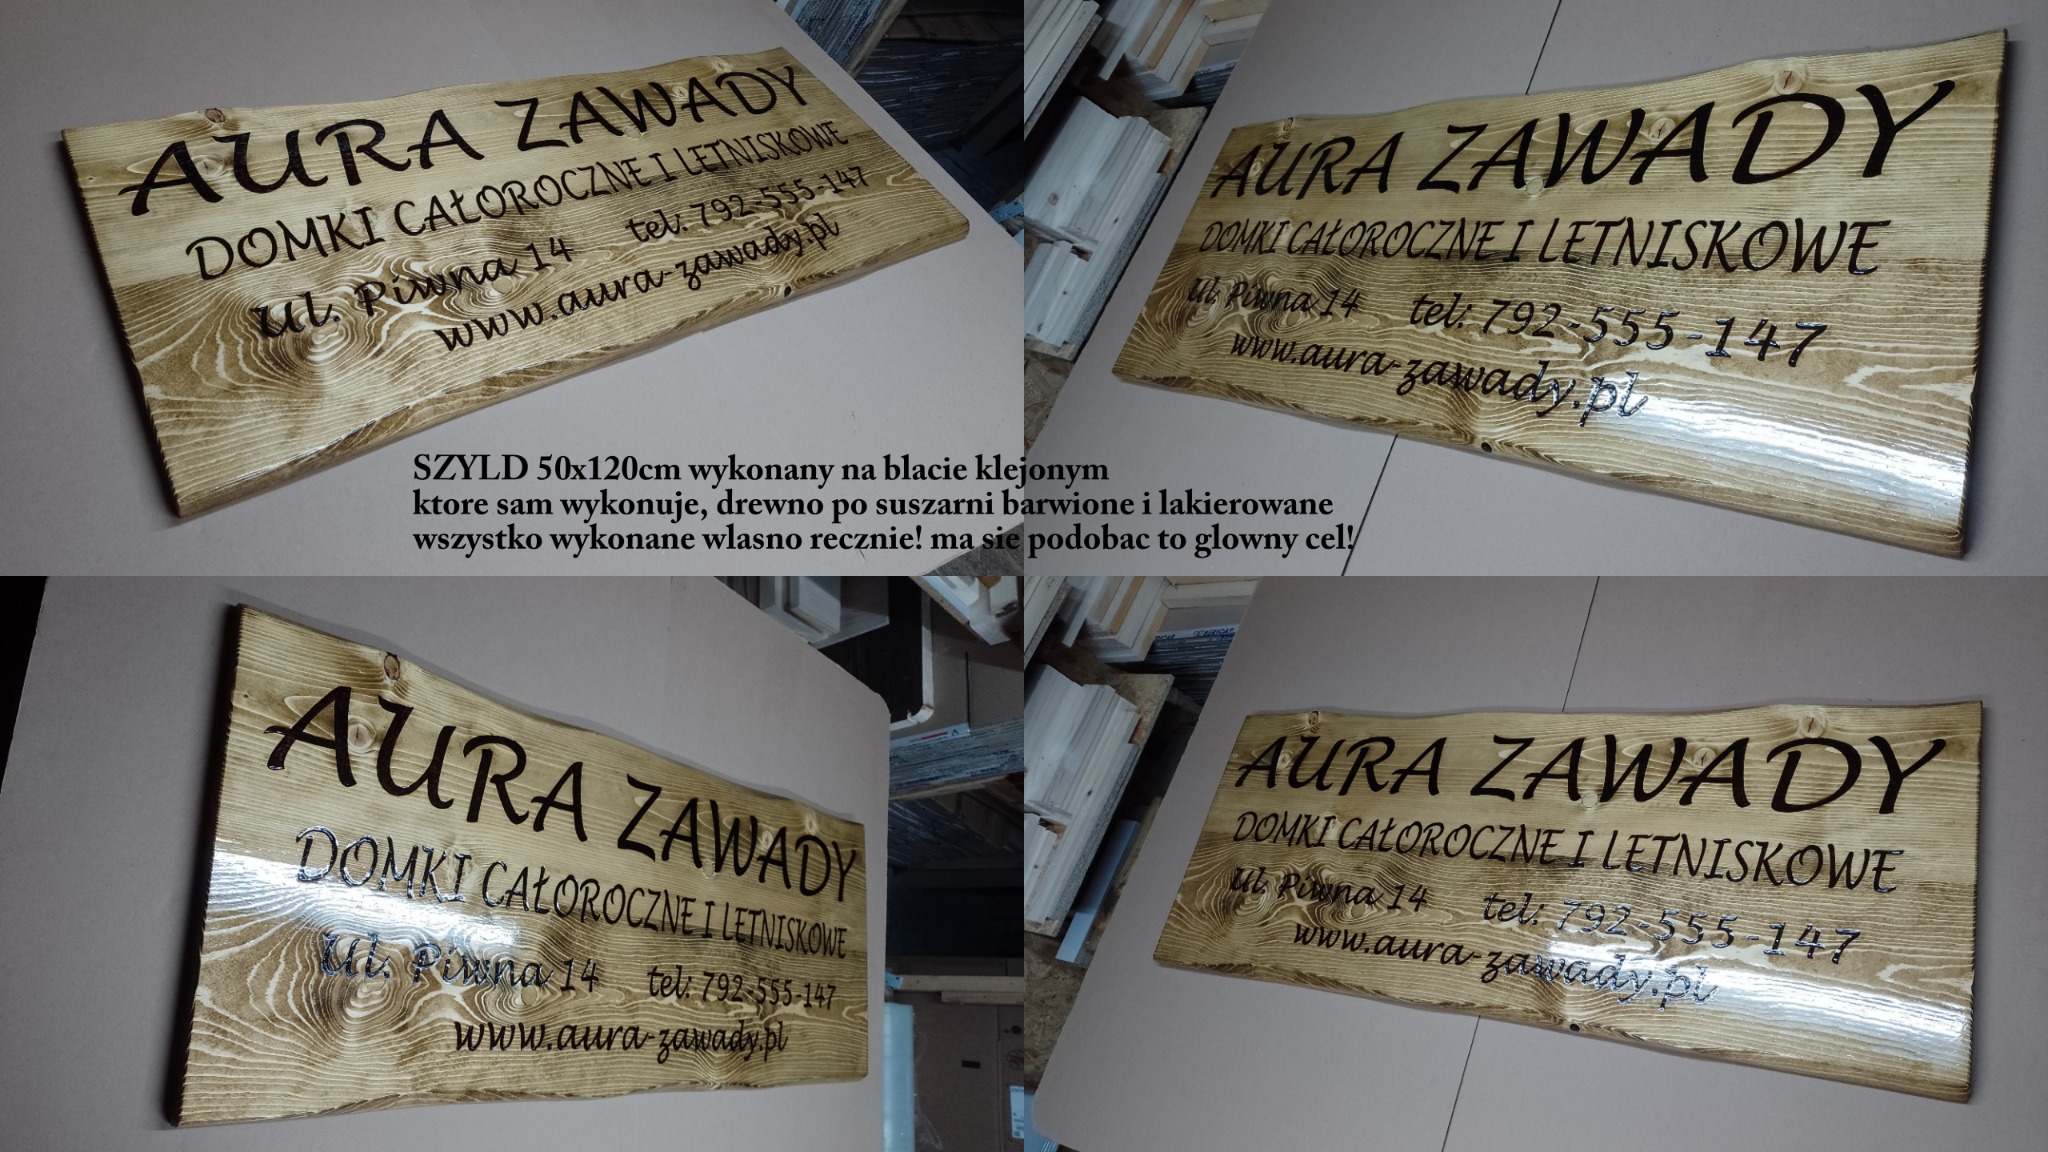 AURA ZAWADY
DOMKI CAŁOROCZNE I LETNISKOWE
ul. Piwna 14 tel: 792-555-147
www.aura-zawady.pl
AURA ZAWADY
DOMKI CAŁOROCZNE I LETNISKOWE
ul. Piwna 14 tel: 792-555-147
www.aura-zawady.pl
SZYLD 50x120cm wykonany na blacie klejonym
ktore sam wykonuje, drewno po suszarni barwione i lakierowane
wszystko wykonane wlasno recznie! ma sie podobac to glowny cel!
AURA ZAWADY
DOMKI CAŁOROCZNE I LETNISKOWE
ul. Piwna 14 tel: 792-555-147
www.aura-zawady.pl
AURA ZAWADY
DOMKI CAŁOROCZNE I LETNISKOWE
ul. Piwna 14 tel: 792-555-147
www.aura-zawady.pl